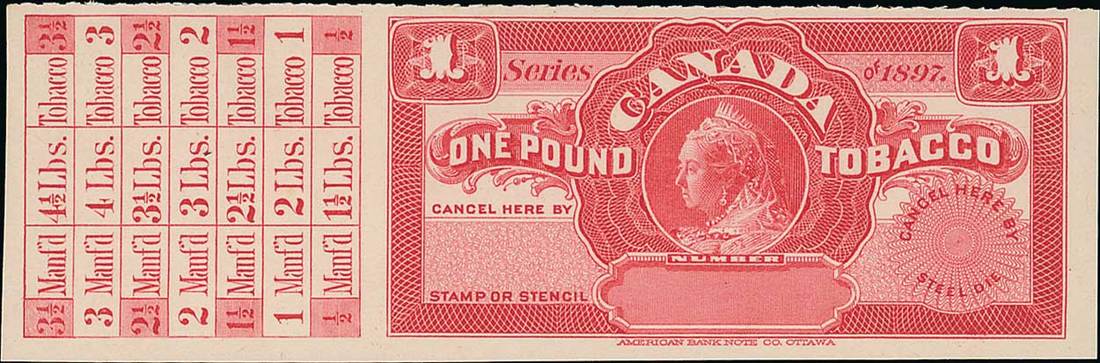 3½ Manf'd 4½ Lbs. Tobacco 3½
3 Manf'd 4 Lbs. Tobacco 3
2½ Manf'd 3½ Lbs. Tobacco 2½
2 Manf'd 3 Lbs. Tobacco 2
1½ Manf'd 2½ Lbs. Tobacco 1½
1 Manf'd 2 Lbs. Tobacco 1
½ Manf'd 1½ Lbs. Tobacco ½
1 1
Series of 1897.
CANADA
ONE POUND TOBACCO
CANCEL HERE BY
STAMP OR STENCIL
NUMBER
CANCEL HERE BY
STEEL DIE
AMERICAN BANK NOTE CO. OTTAWA